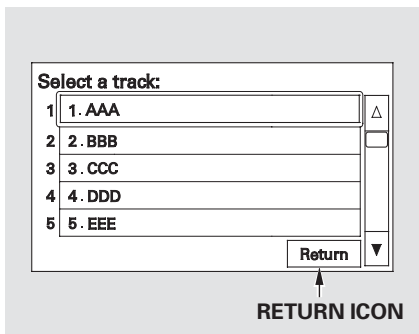 Select a track:
1 1. AAA
2 2. BBB
3 3. CCC
4 4. DDD
5 5. EEE
Return
RETURN ICON